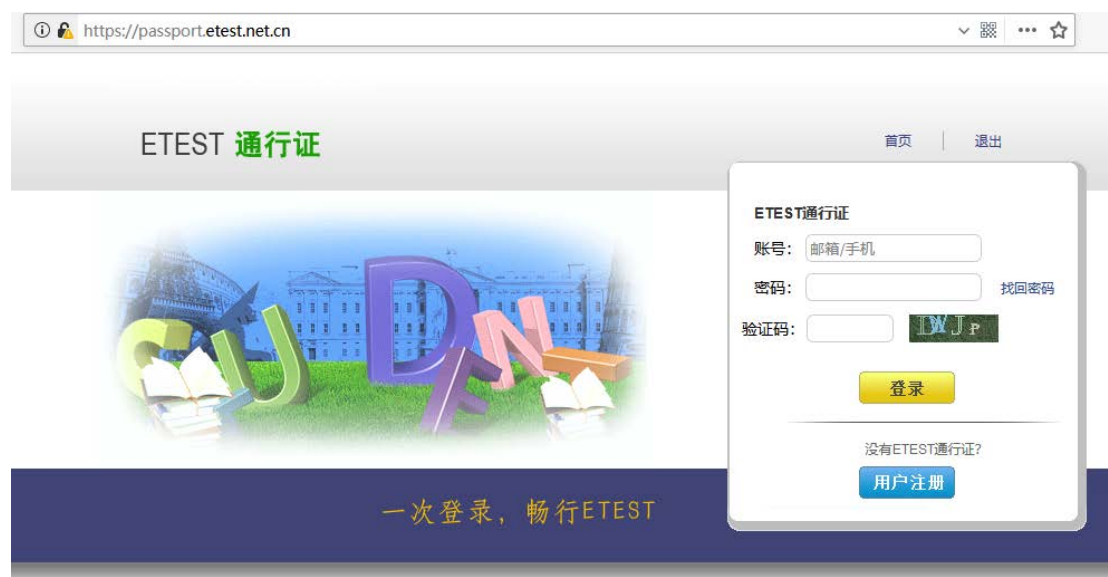 https://passport.etest.net.cn
ETEST 通行证
首页 | 退出
ETEST通行证
账号： 邮箱/手机
密码： 找回密码
验证码：
登录
没有ETEST通行证?
用户注册
一次登录，畅行ETEST